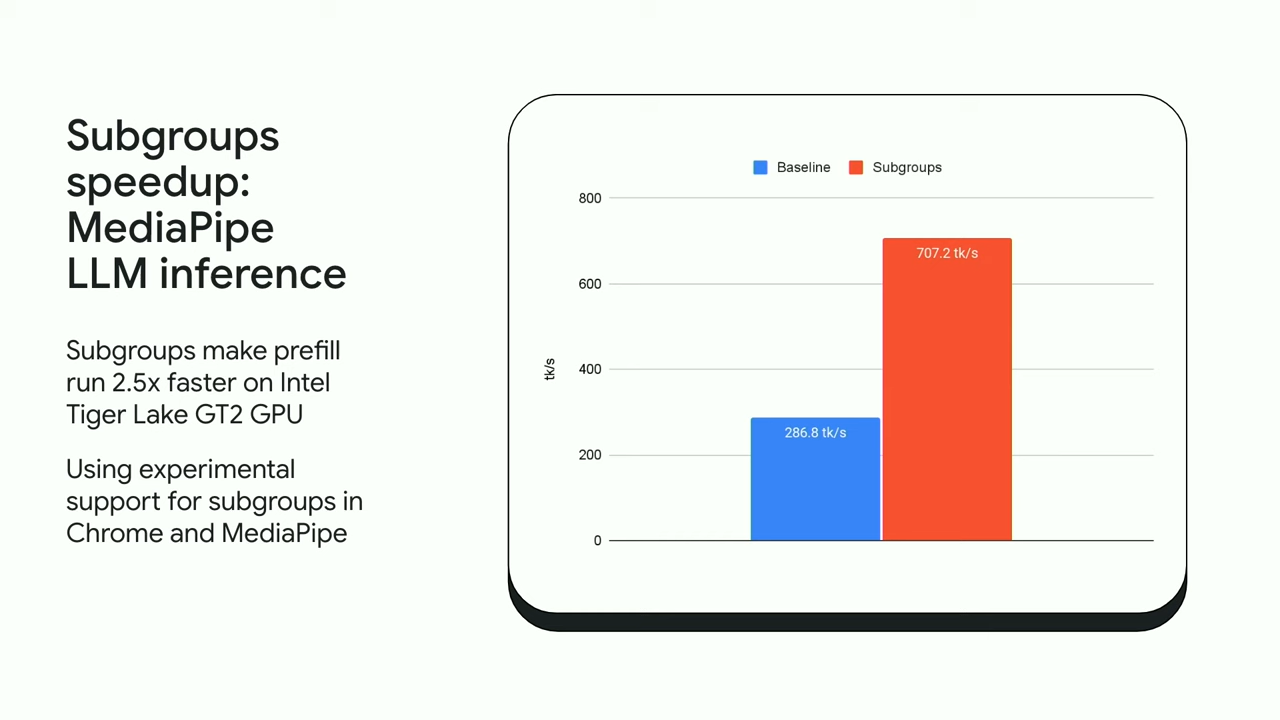 Subgroups
speedup:
MediaPipe
LLM inference
Subgroups make prefill
run 2.5x faster on Intel
Tiger Lake GT2 GPU
Using experimental
support for subgroups in
Chrome and MediaPipe
Baseline
Subgroups
800
600
400
200
0
tk/s
286.8 tk/s
707.2 tk/s